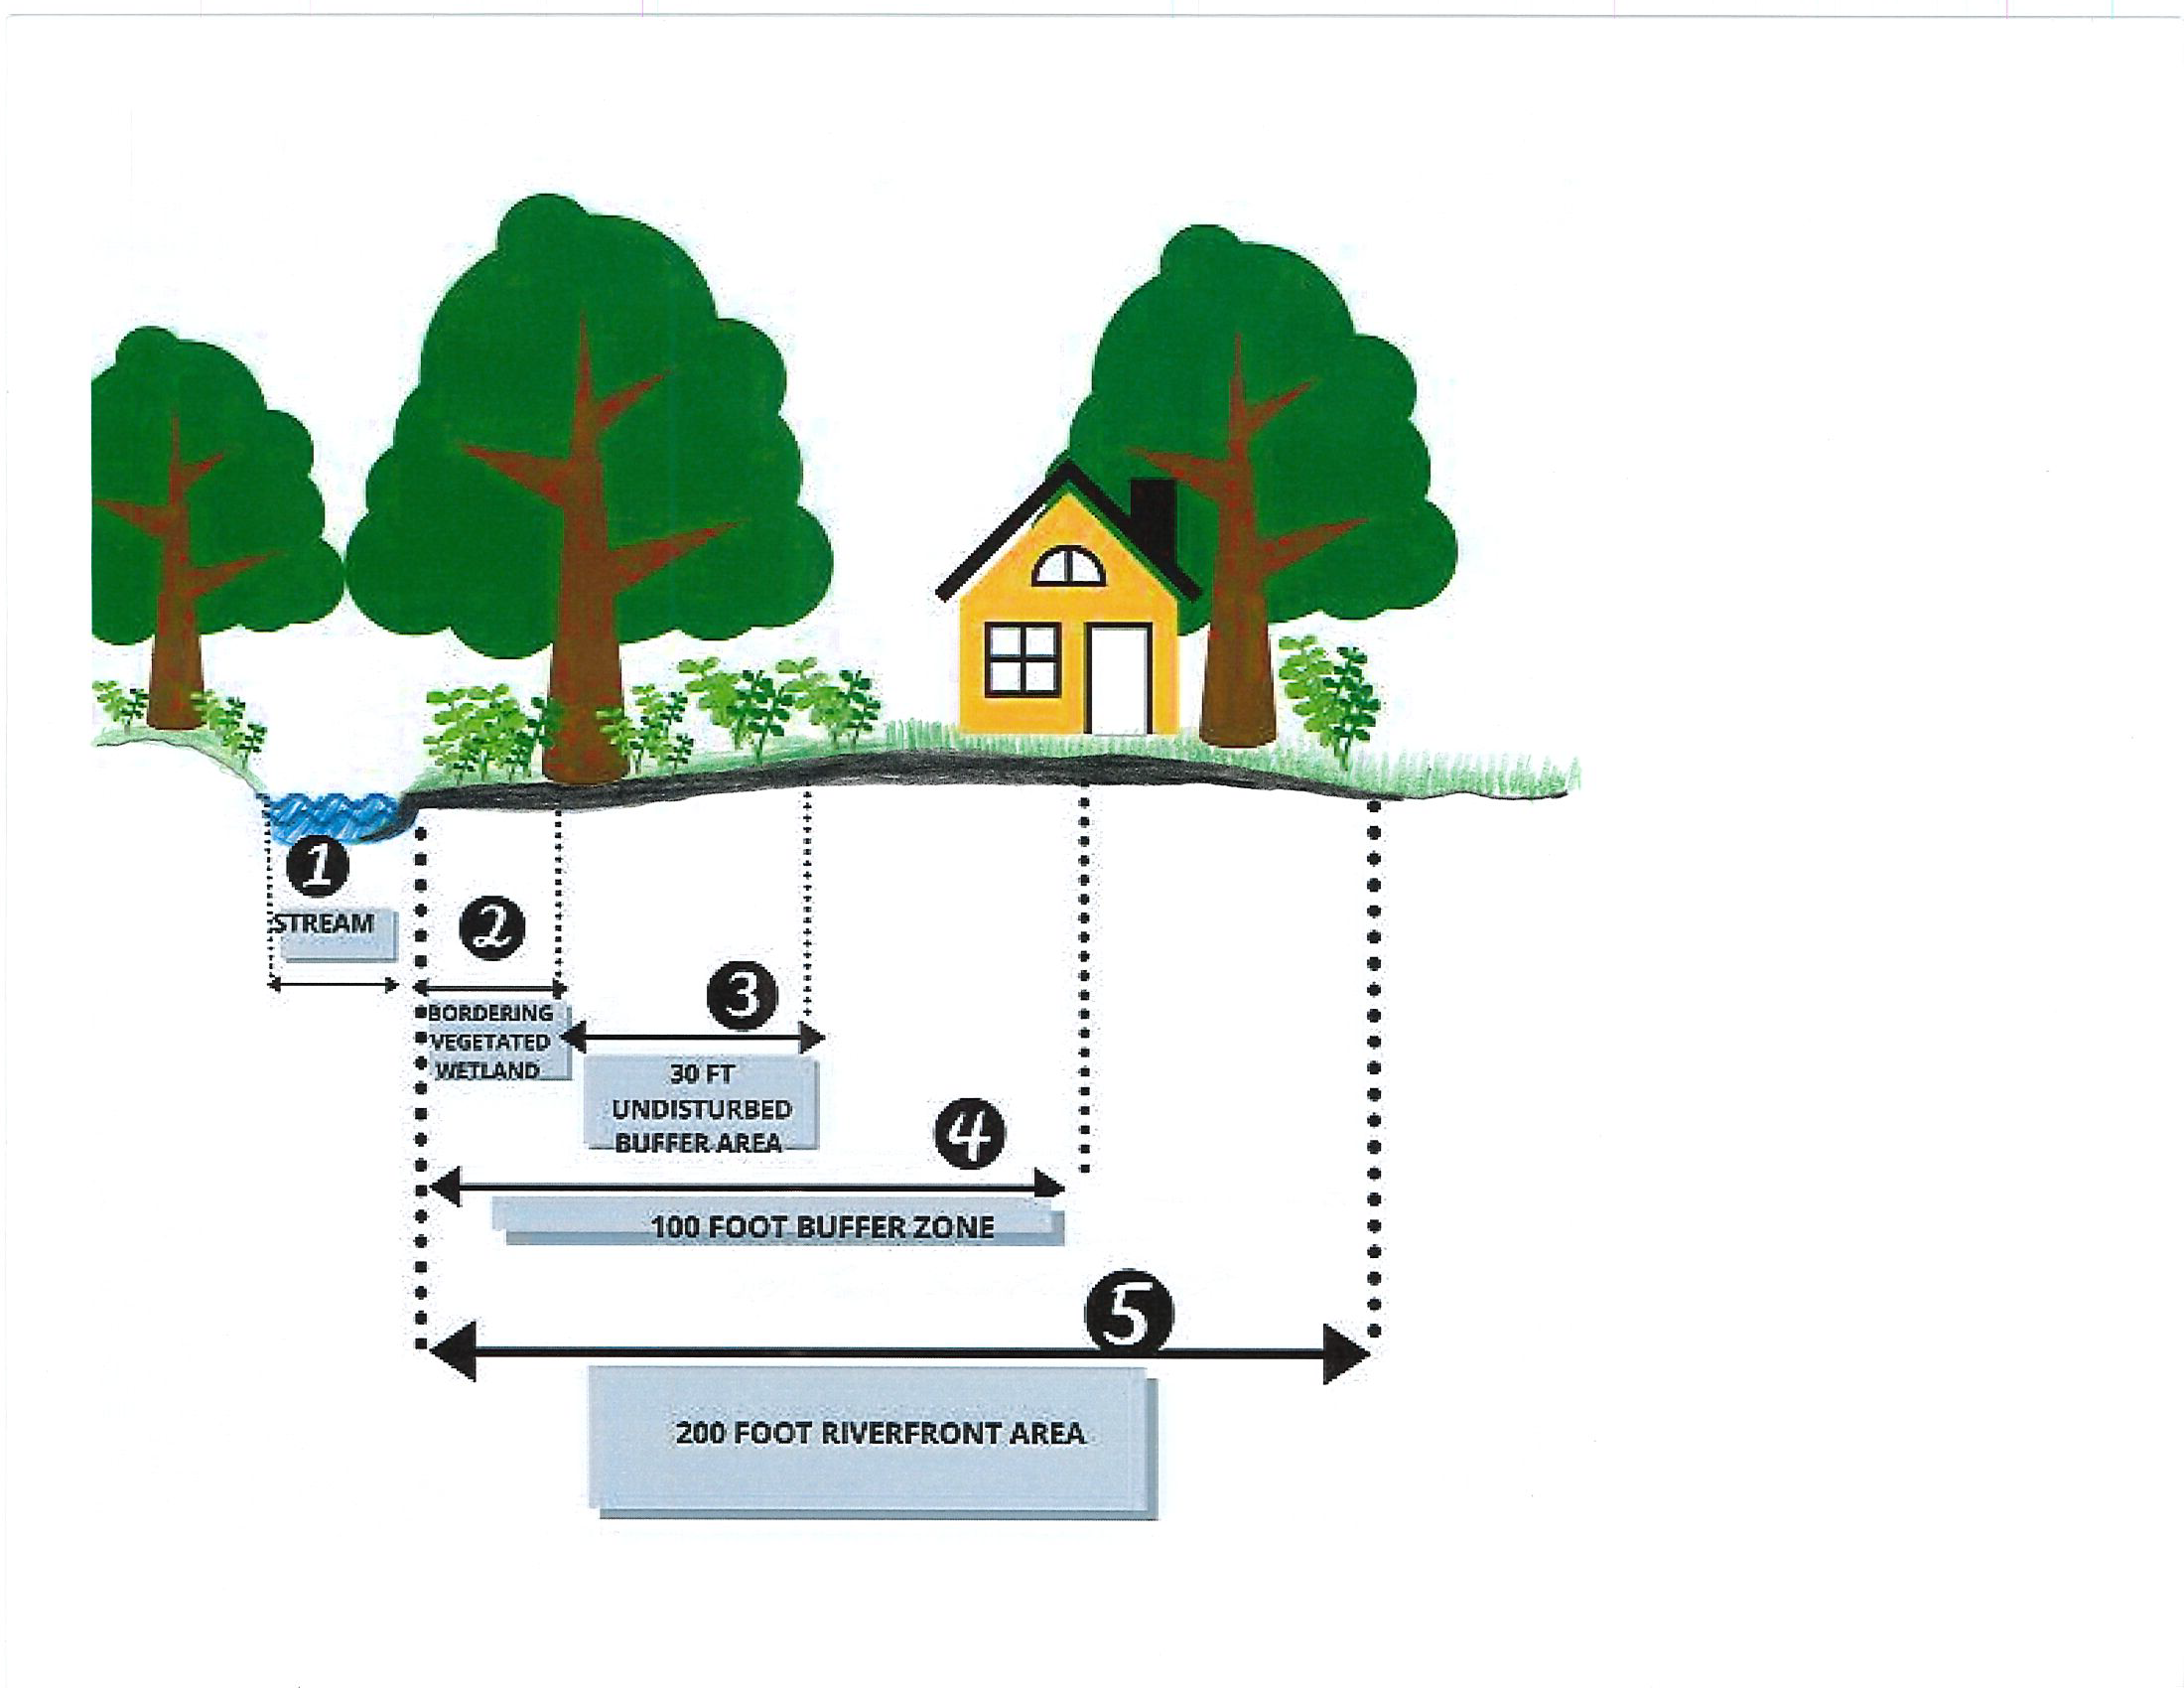 1
STREAM
2
BORDERING
VEGETATED
WETLAND
3
30 FT
UNDISTURBED
BUFFER AREA
4
100 FOOT BUFFER ZONE
5
200 FOOT RIVERFRONT AREA